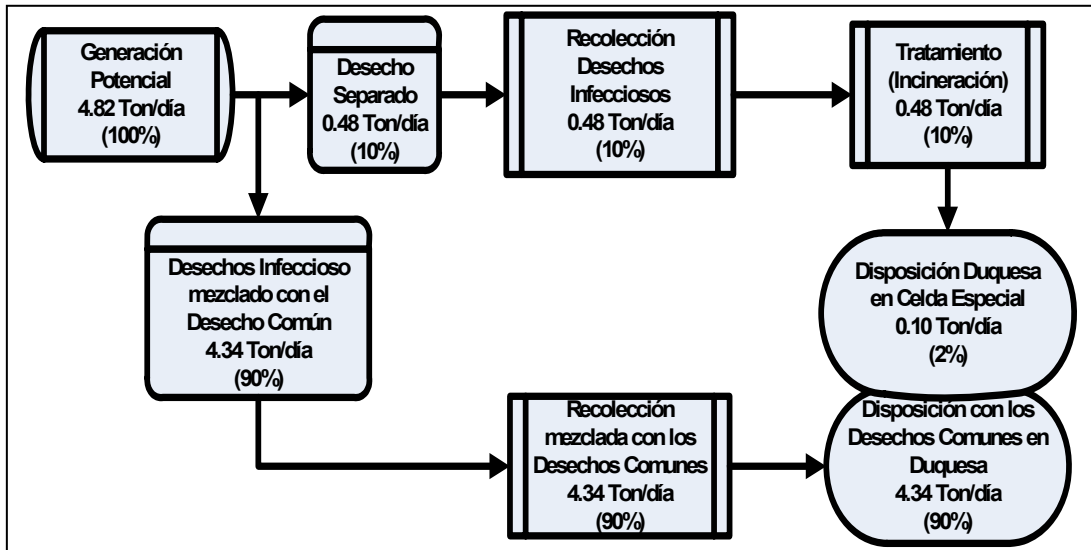 Generación
Potencial
4.82 Ton/día
(100%)
Desecho
Separado
0.48 Ton/día
(10%)
Recolección
Desechos
Infecciosos
0.48 Ton/día
(10%)
Tratamiento
(Incineración)
0.48 Ton/día
(10%)
Desechos Infeccioso
mezclado con el
Desecho Común
4.34 Ton/día
(90%)
Disposición Duquesa
en Celda Especial
0.10 Ton/día
(2%)
Recolección
mezclada con los
Desechos Comunes
4.34 Ton/día
(90%)
Disposición con los
Desechos Comunes en
Duquesa
4.34 Ton/día
(90%)